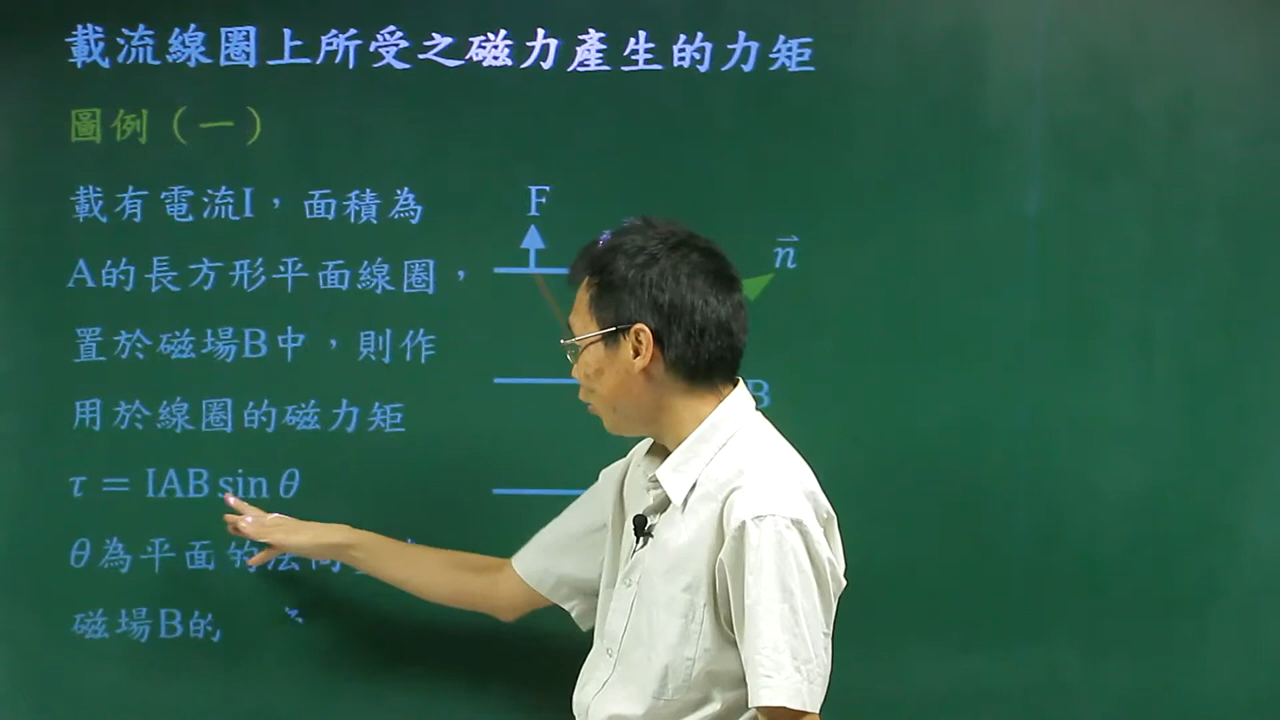 載流線圈上所受之磁力產生的力矩
圖例（一）
載有電流I，面積為
A的長方形平面線圈，
置於磁場B中，則作
用於線圈的磁力矩
τ = IAB sin θ
θ為平面的法向
磁場B的
F
n⃗
B